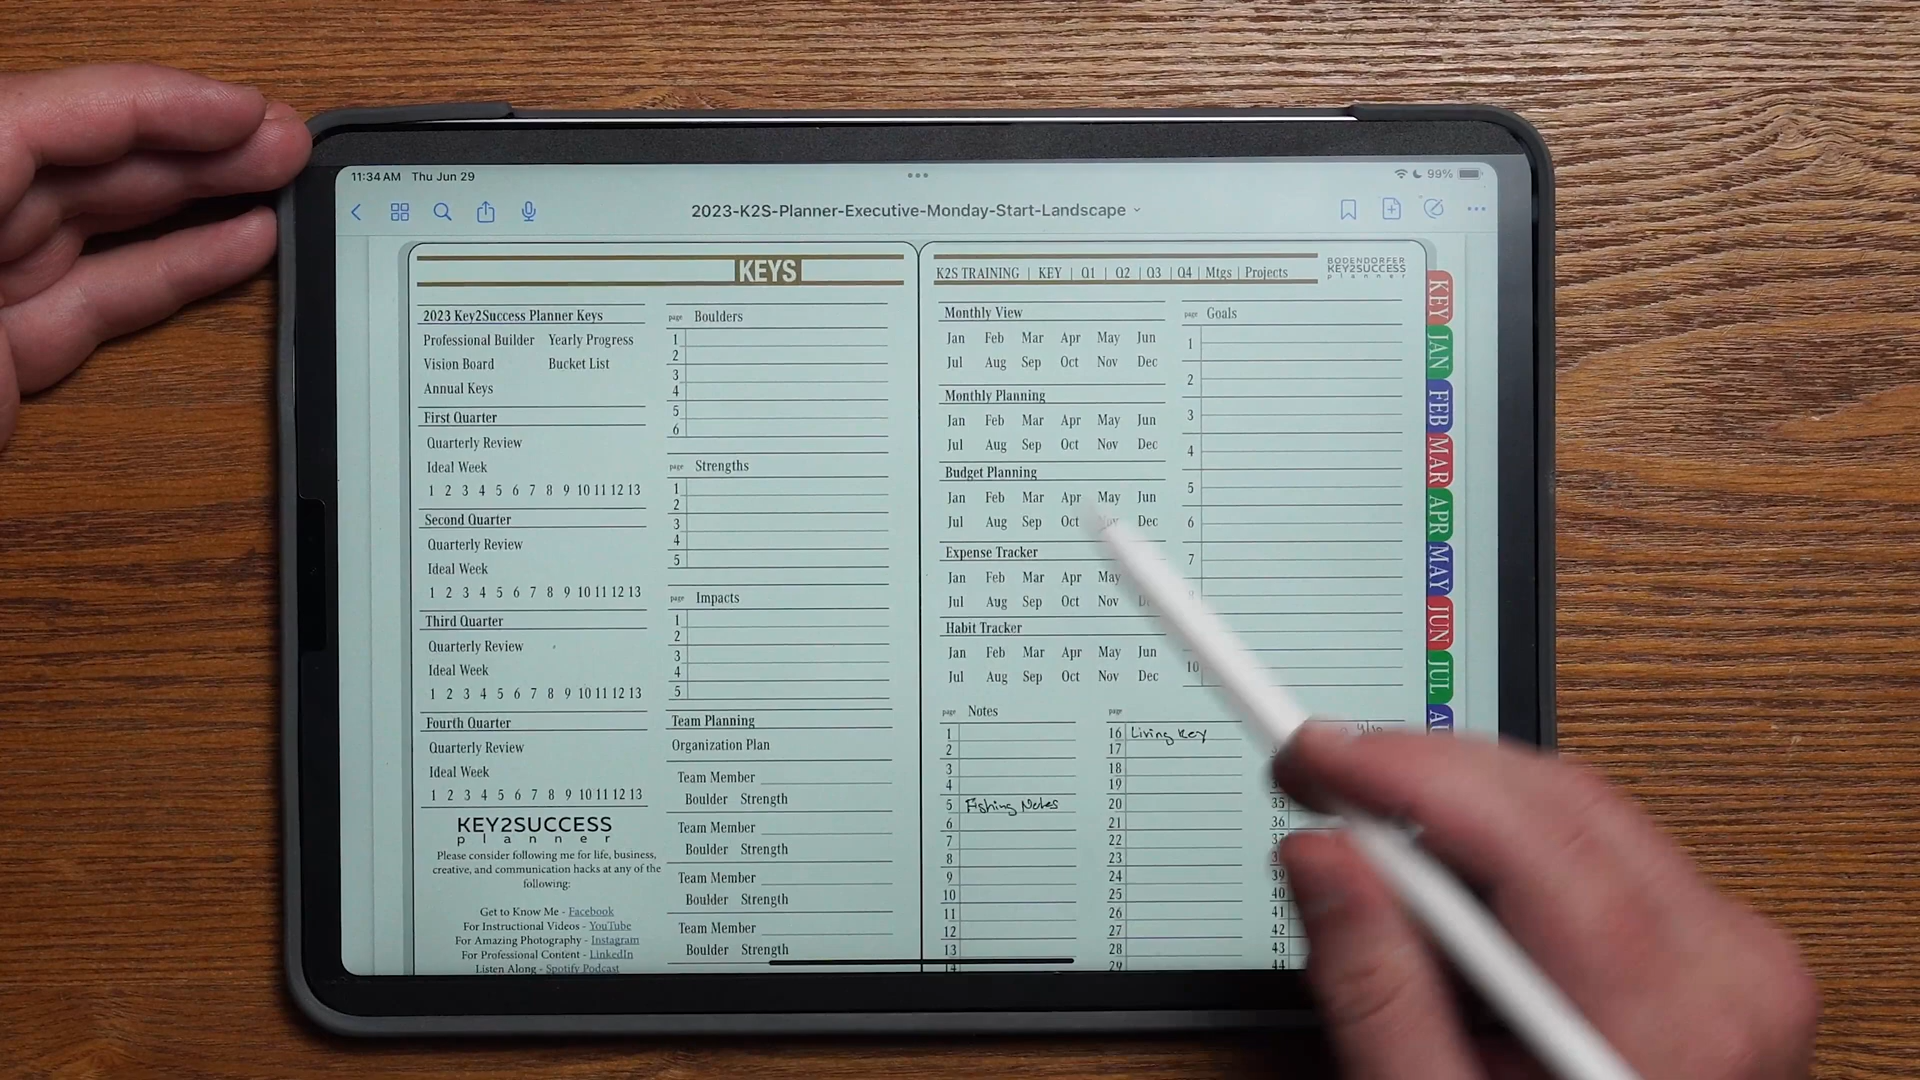 11:34 AM Thu Jun 29
99%
2023-K2S-Planner-Executive-Monday-Start-Landscape
KEYS
2023 Key2Success Planner Keys
Professional Builder Yearly Progress
Vision Board Bucket List
Annual Keys
First Quarter
Quarterly Review
Ideal Week
1 2 3 4 5 6 7 8 9 10 11 12 13
Second Quarter
Quarterly Review
Ideal Week
1 2 3 4 5 6 7 8 9 10 11 12 13
Third Quarter
Quarterly Review
Ideal Week
1 2 3 4 5 6 7 8 9 10 11 12 13
Fourth Quarter
Quarterly Review
Ideal Week
1 2 3 4 5 6 7 8 9 10 11 12 13
KEY2SUCCESS
planner
Please consider following me for life, business,
creative, and communication hacks at any of the
following:
Get to Know Me - Facebook
For Instructional Videos - YouTube
For Amazing Photography - Instagram
For Professional Content - LinkedIn
Listen Along - Spotify Podcast
page Boulders
1
2
3
4
5
6
page Strengths
1
2
3
4
5
page Impacts
1
2
3
4
5
Team Planning
Organization Plan
Team Member
Boulder Strength
Team Member
Boulder Strength
Team Member
Boulder Strength
Team Member
Boulder Strength
K2S TRAINING | KEY | Q1 | Q2 | Q3 | Q4 | Mtgs | Projects
BODENDORFER
KEY2SUCCESS
planner
Monthly View
Jan Feb Mar Apr May Jun
Jul Aug Sep Oct Nov Dec
Monthly Planning
Jan Feb Mar Apr May Jun
Jul Aug Sep Oct Nov Dec
Budget Planning
Jan Feb Mar Apr May Jun
Jul Aug Sep Oct Nov Dec
Expense Tracker
Jan Feb Mar Apr May
Jul Aug Sep Oct Nov
Habit Tracker
Jan Feb Mar Apr May Jun
Jul Aug Sep Oct Nov Dec
page Goals
1
2
3
4
5
6
7
10
page Notes
1
2
3
4
5 Fishing Notes
6
7
8
9
10
11
12
13
14
page
16 Living Key
17
18
19
20
21
22
23
24
25
26
27
28
29
35
36
39
40
41
42
43
44
KEY
JAN
FEB
MAR
APR
MAY
JUN
JUL